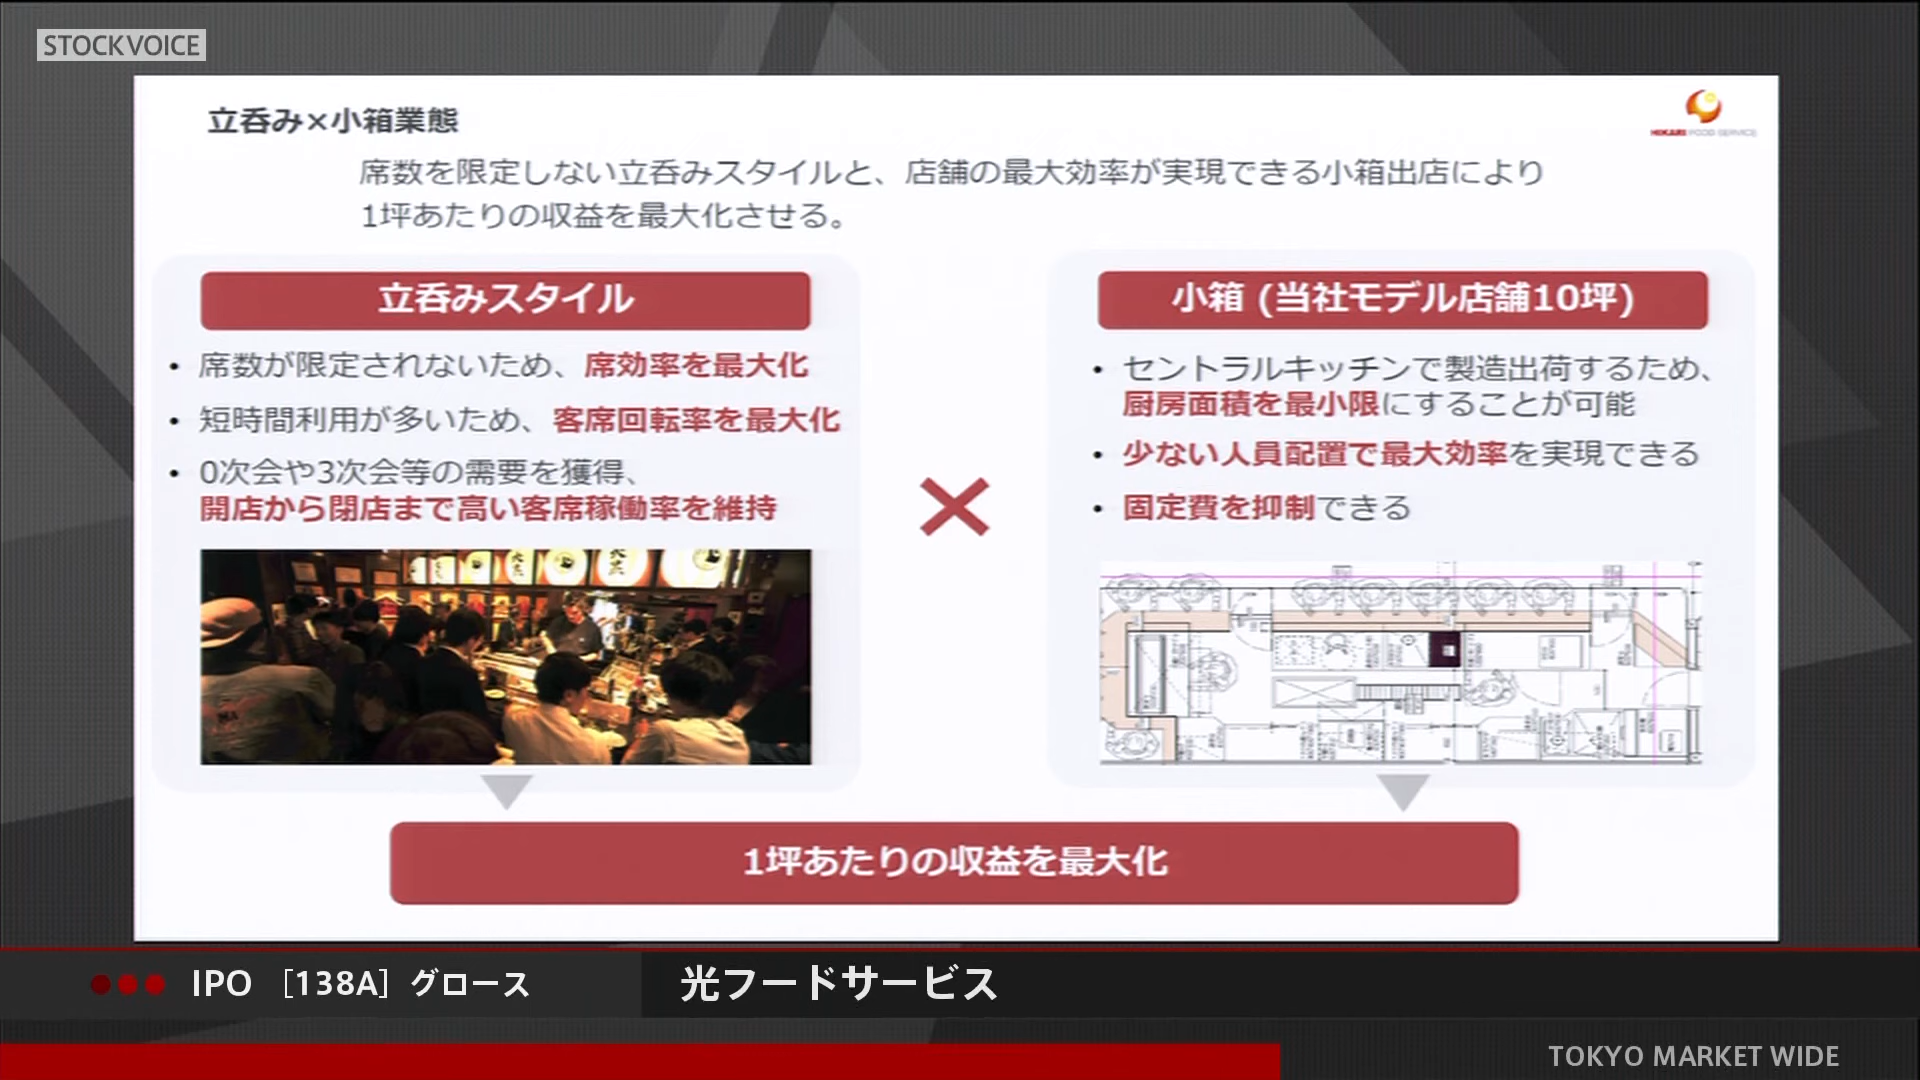 STOCKVOICE
立呑み×小箱業態
HIKARI FOOD SERVICE
席数を限定しない立呑みスタイルと、店舗の最大効率が実現できる小箱出店により
1坪あたりの収益を最大化させる。
立呑みスタイル
• 席数が限定されないため、席効率を最大化
• 短時間利用が多いため、客席回転率を最大化
• 0次会や3次会等の需要を獲得、
開店から閉店まで高い客席稼働率を維持
×
小箱 (当社モデル店舗10坪)
• セントラルキッチンで製造出荷するため、
厨房面積を最小限にすることが可能
• 少ない人員配置で最大効率を実現できる
• 固定費を抑制できる
1坪あたりの収益を最大化
IPO [138A] グロース
光フードサービス
TOKYO MARKET WIDE